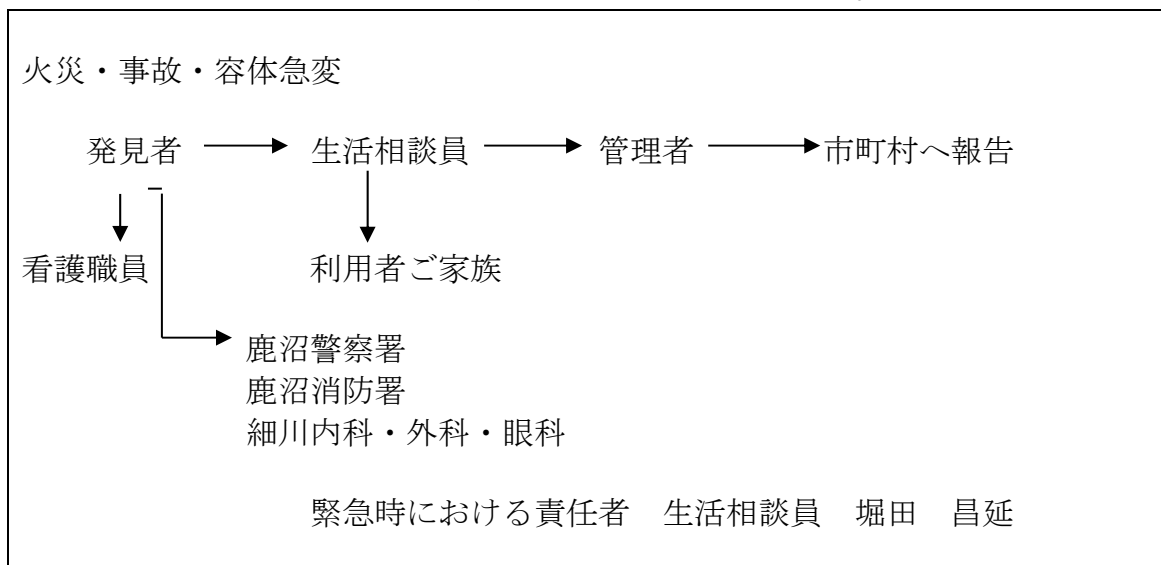 火災・事故・容体急変
発見者 生活相談員 管理者 市町村へ報告
看護職員 利用者ご家族
鹿沼警察署
鹿沼消防署
細川内科・外科・眼科
緊急時における責任者 生活相談員 堀田 昌延